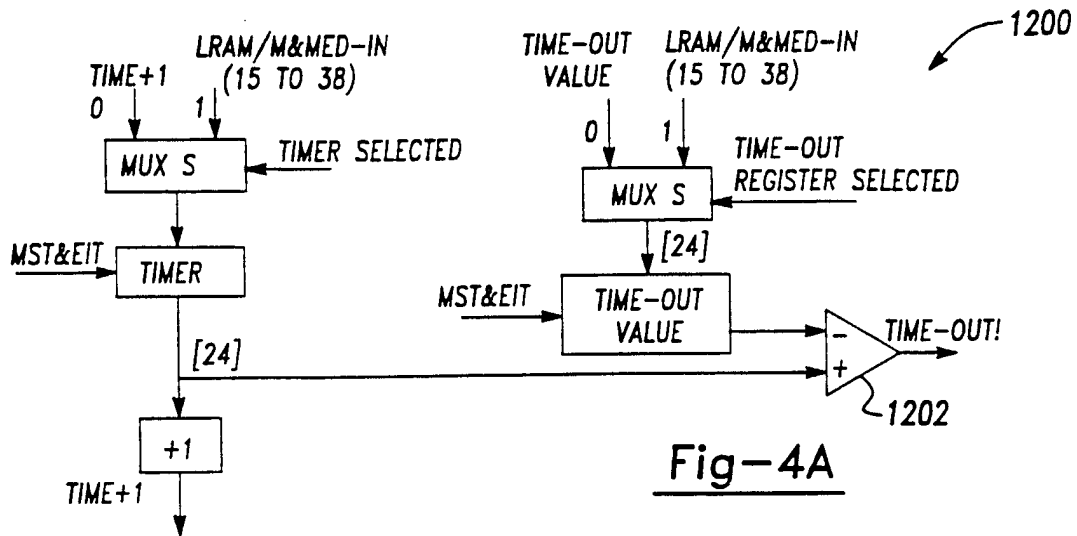 1200
TIME+1
0
LRAM/M&MED-IN
(15 TO 38)
1
MUX S
TIMER SELECTED
MST&EIT
TIMER
[24]
+1
TIME+1
TIME-OUT
VALUE
0
LRAM/M&MED-IN
(15 TO 38)
1
MUX S
TIME-OUT
REGISTER SELECTED
[24]
MST&EIT
TIME-OUT
VALUE
-
+
TIME-OUT!
1202
Fig-4A